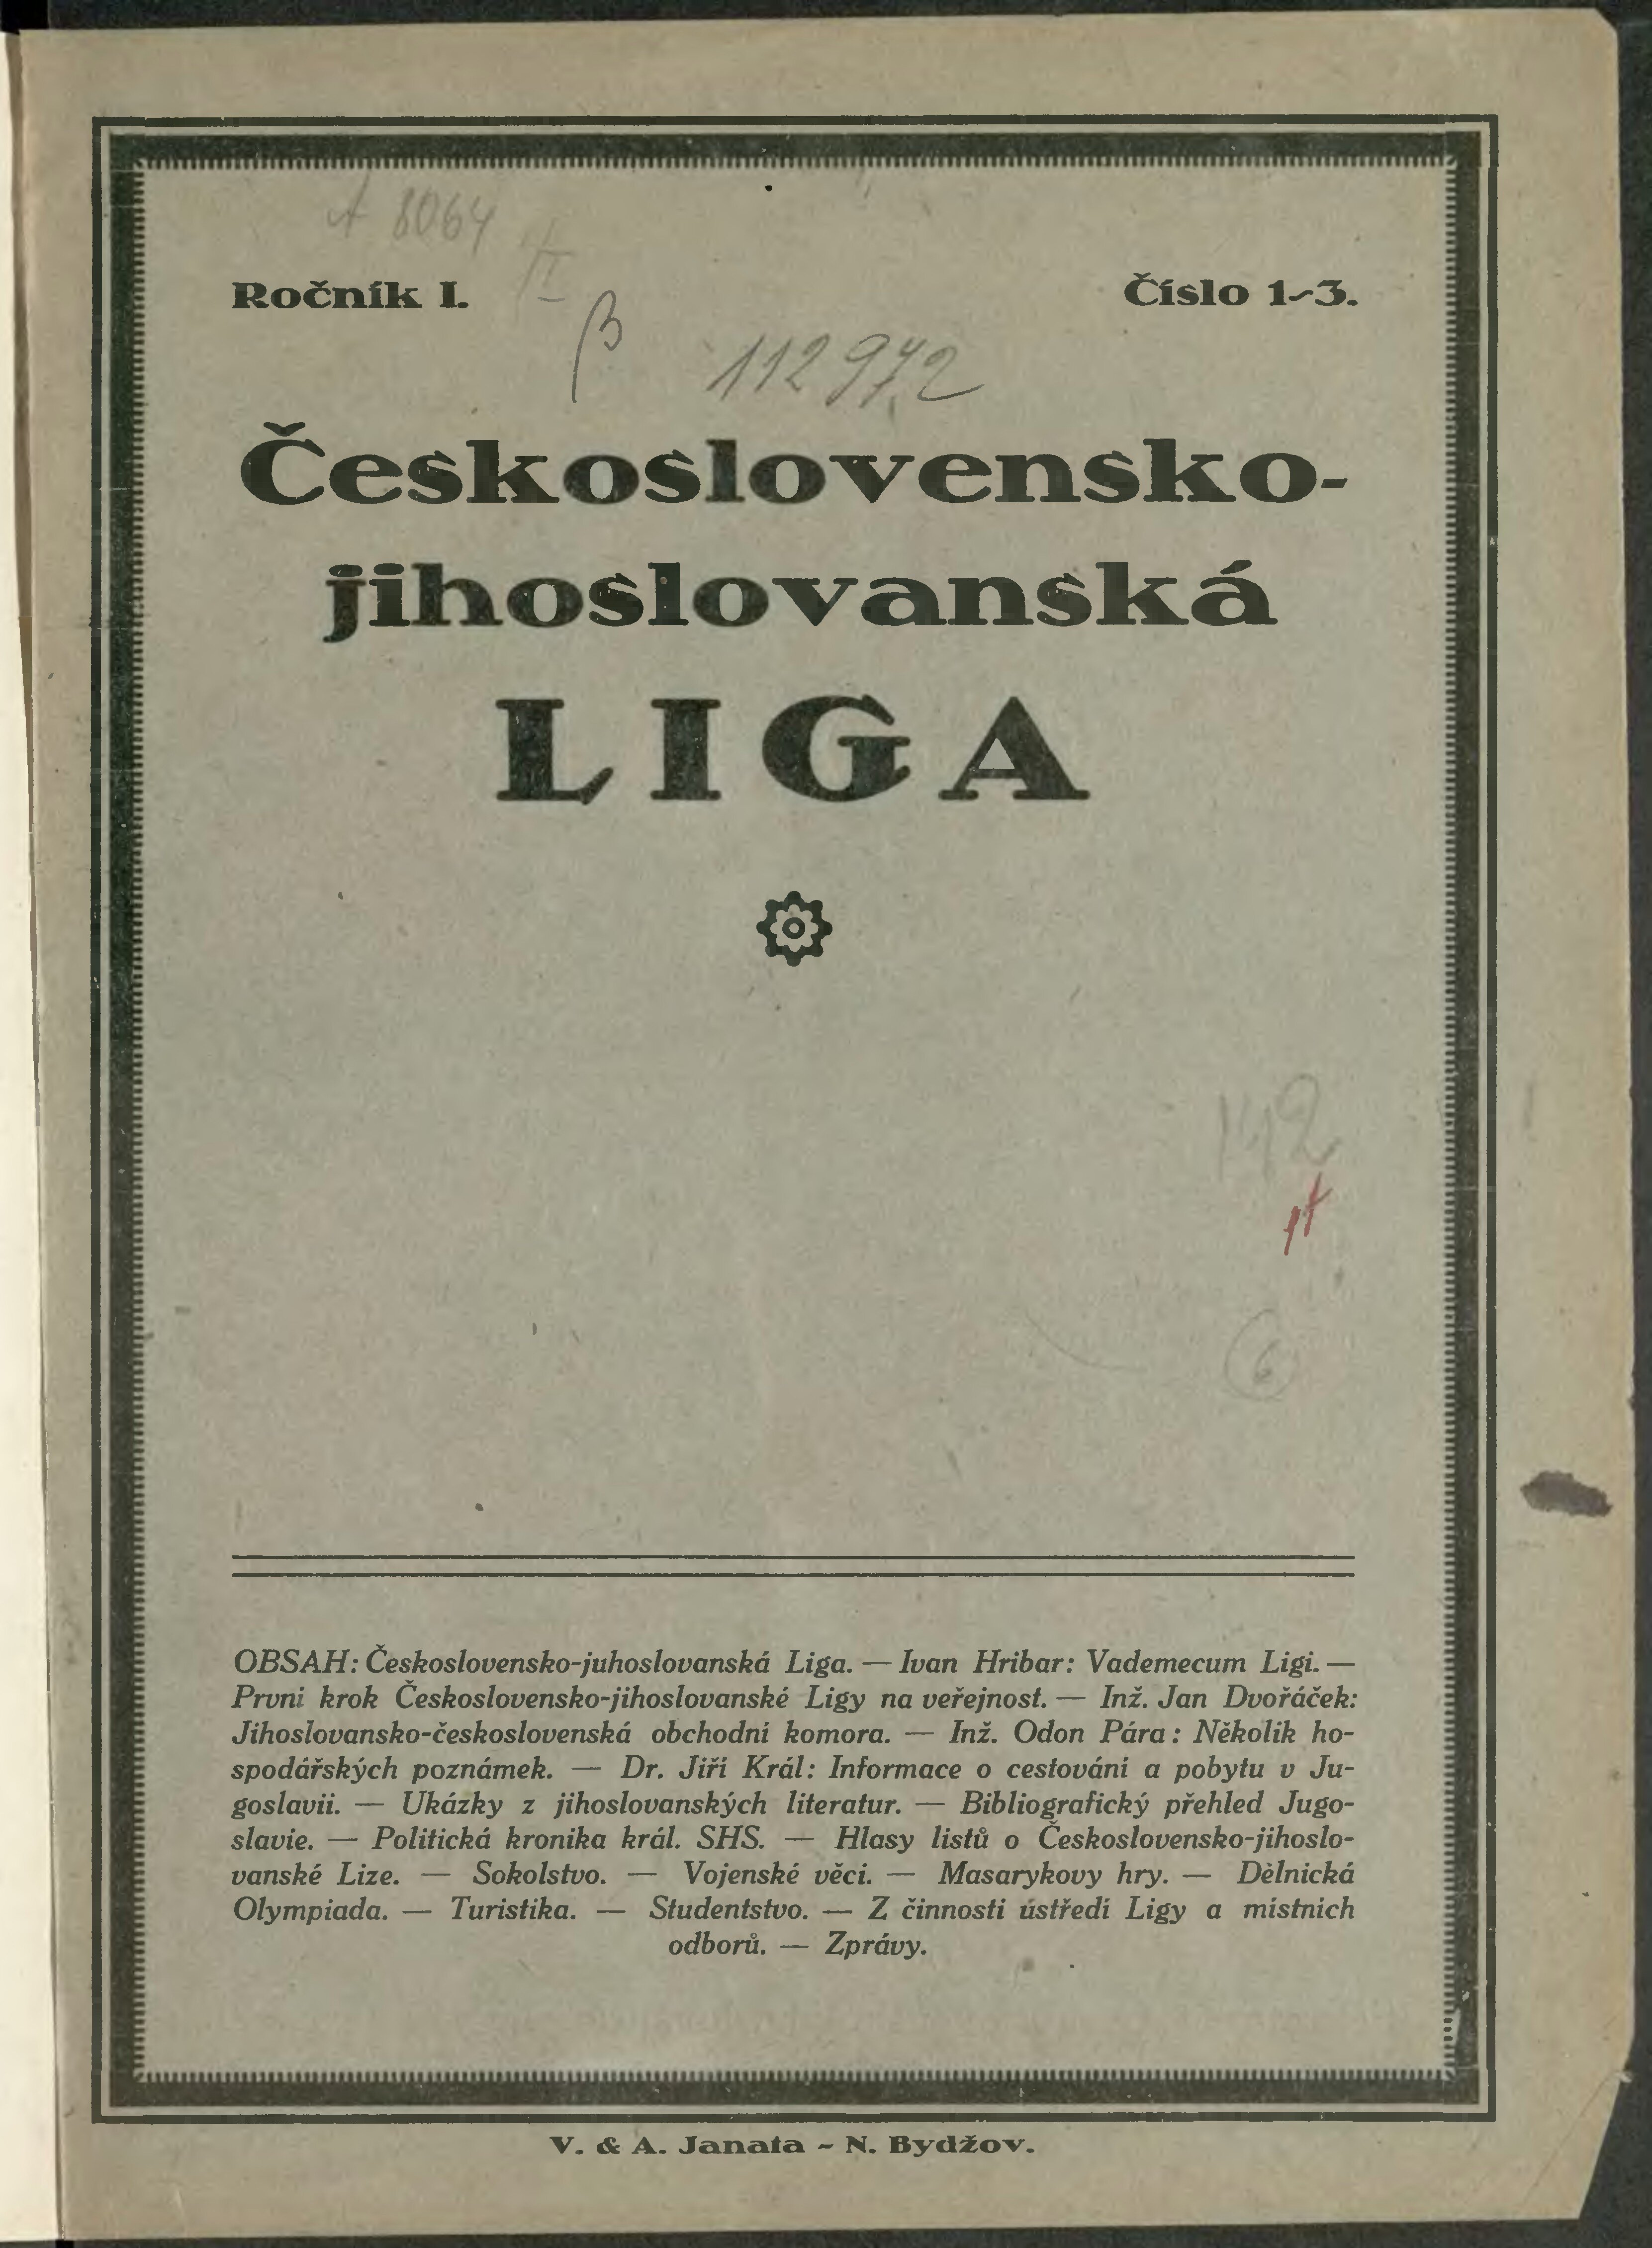 A 8064
I
Ročník I.
Číslo 1-3.
β 112972
Československo-
jihoslovanská
LIGA
142
6
OBSAH: Československo-juhoslovanská Liga. — Ivan Hribar: Vademecum Ligi. —
První krok Československo-jihoslovanské Ligy na veřejnost. — Inž. Jan Dvořáček:
Jihoslovansko-československá obchodní komora. — Inž. Odon Pára: Několik ho-
spodářských poznámek. — Dr. Jiří Král: Informace o cestování a pobytu v Ju-
goslavii. — Ukázky z jihoslovanských literatur. — Bibliografický přehled Jugo-
slavie. — Politická kronika král. SHS. — Hlasy listů o Československo-jihoslo-
vanské Lize. — Sokolstvo. — Vojenské věci. — Masarykovy hry. — Dělnická
Olympiada. — Turistika. — Studentstvo. — Z činnosti ústředí Ligy a místních
odborů. — Zprávy.
V. & A. Janata - N. Bydžov.